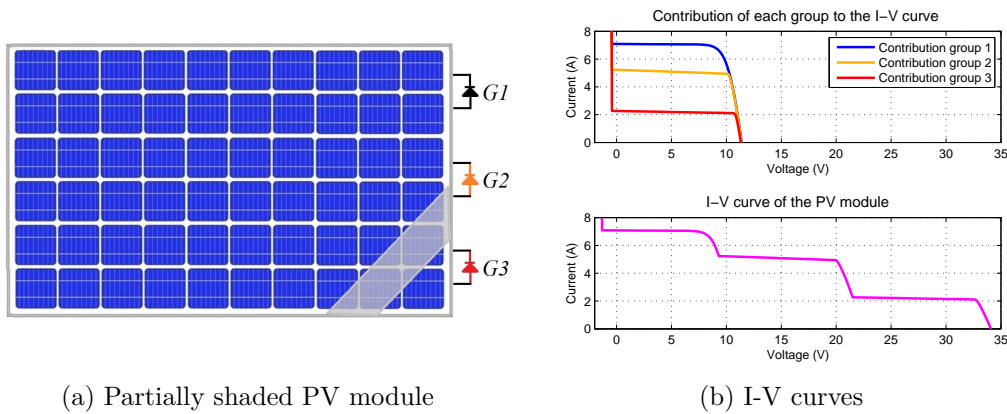 G1
G2
G3
(a) Partially shaded PV module
Contribution of each group to the I–V curve
Current (A)
8
6
4
2
0
0 5 10 15 20 25 30 35
Voltage (V)
Contribution group 1
Contribution group 2
Contribution group 3
I–V curve of the PV module
Current (A)
8
6
4
2
0
0 5 10 15 20 25 30 35
Voltage (V)
(b) I-V curves